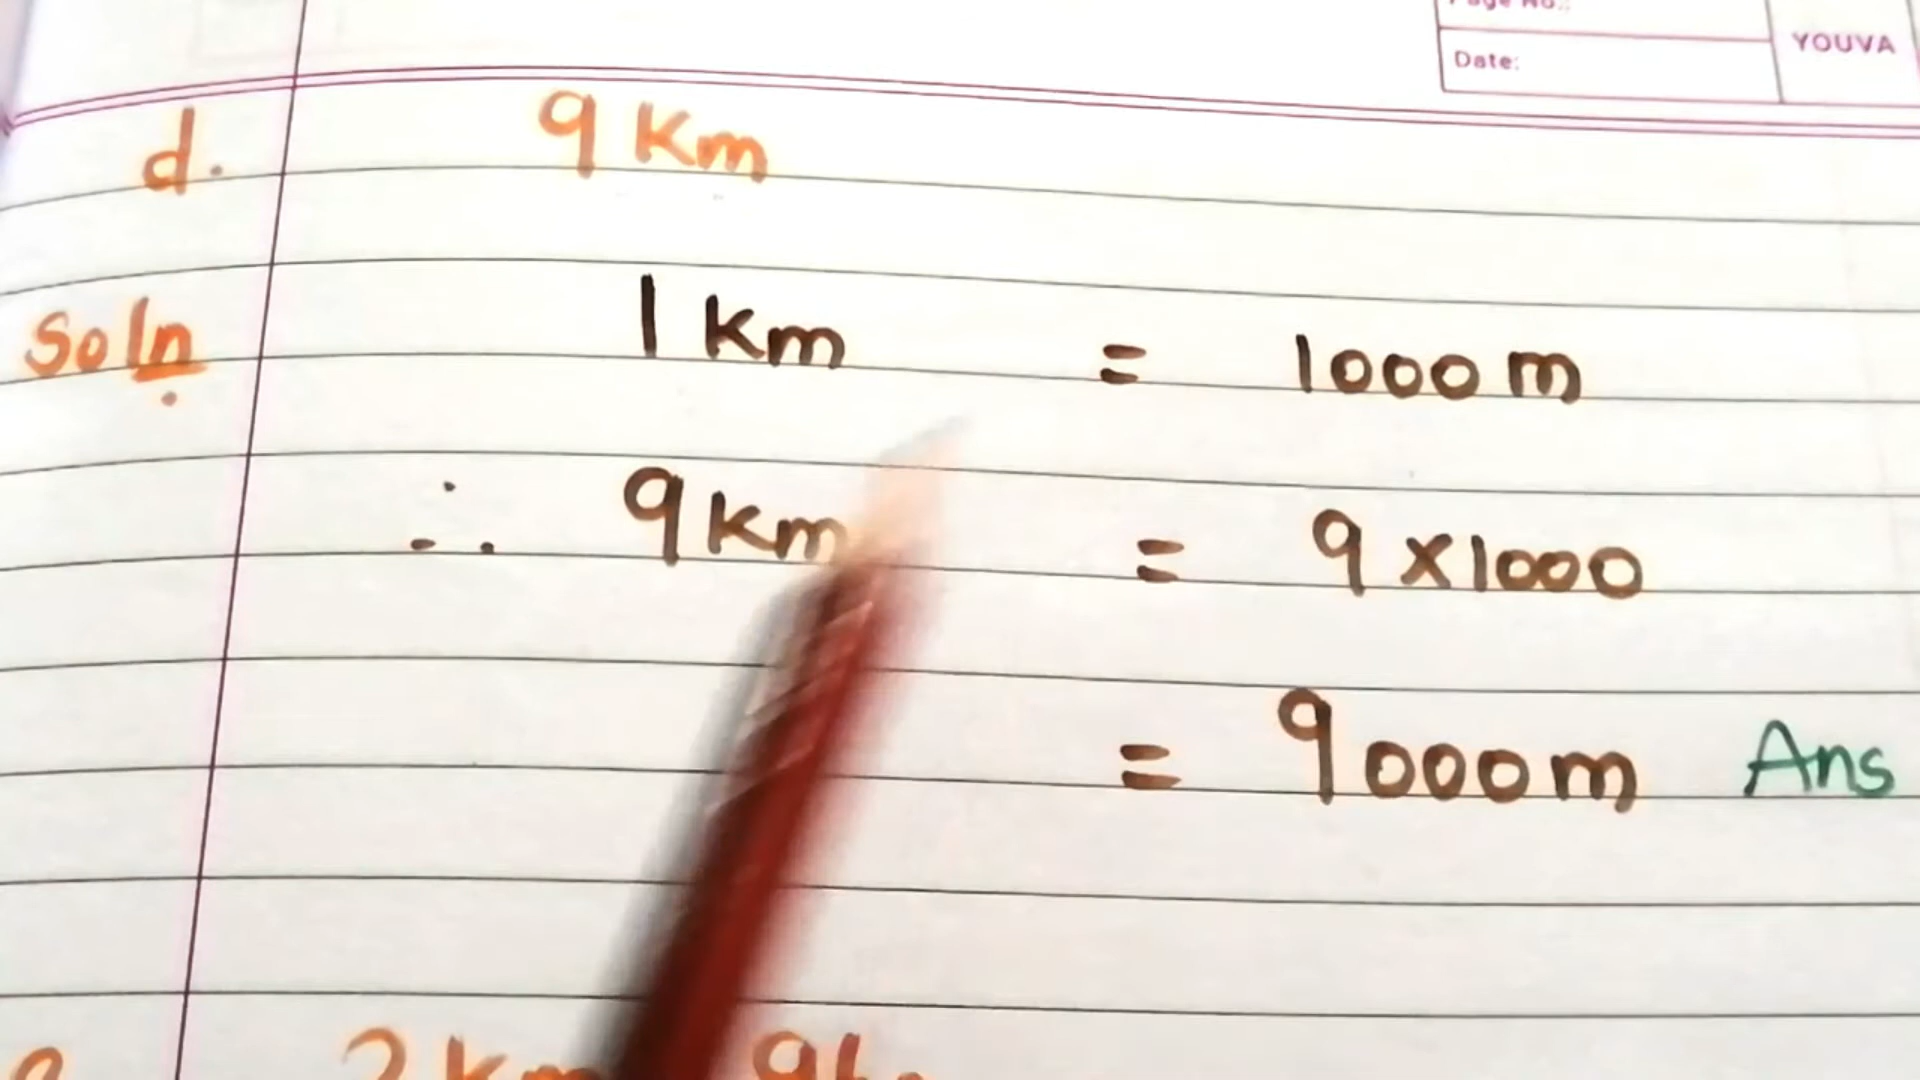 Page No.:
Date:
YOUVA
d. 9 Km
Soln 1 Km = 1000 m
∴ 9 Km = 9 x 1000
= 9000 m Ans